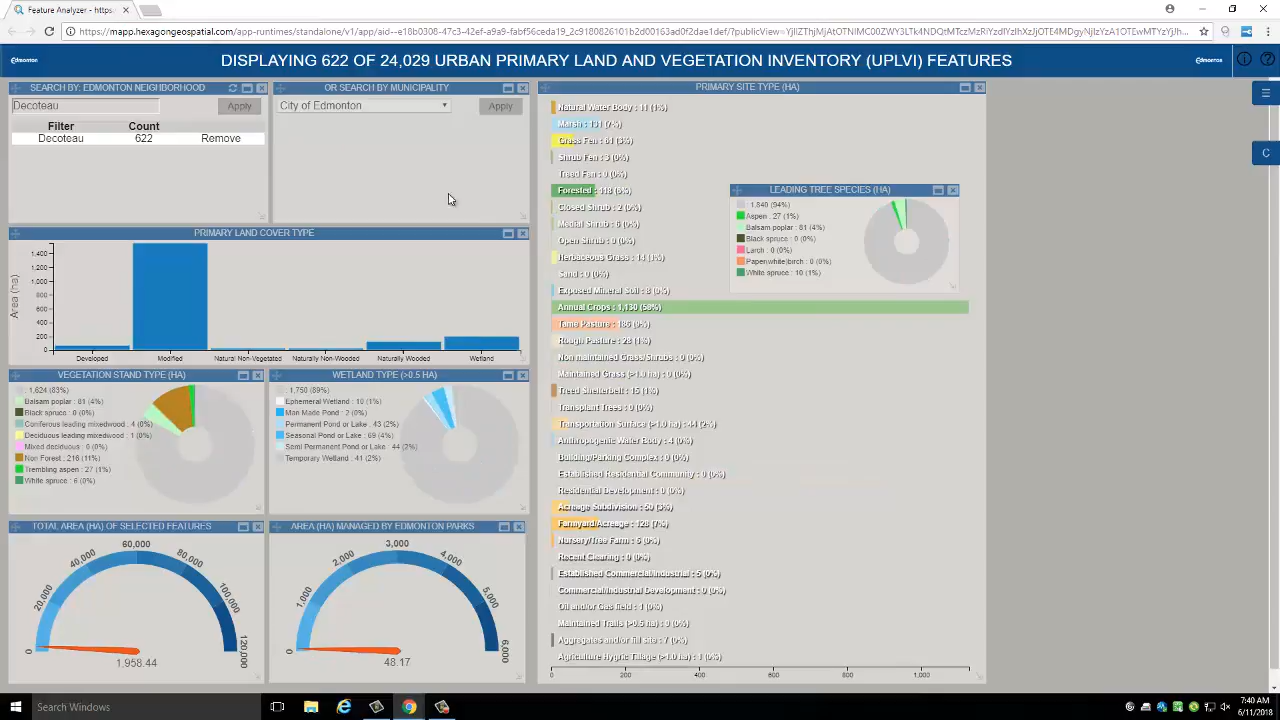 Feature Analyzer - https
https://mapp.hexagongeospatial.com/app-runtimes/standalone/v1/app/
Edmonton
DISPLAYING 622 OF 24,029 URBAN PRIMARY LAND AND VEGETATION INVENTORY (UPLVI) FEATURES
Edmonton
SEARCH BY: EDMONTON NEIGHBORHOOD
Decoteau
Apply
Filter Count
Decoteau 622 Remove
OR SEARCH BY MUNICIPALITY
City of Edmonton
Apply
PRIMARY LAND COVER TYPE
Area (ha)
1,400
1,200
1,000
800
600
400
200
0
Developed Modified Natural Non-Vegetated Naturally Non-Wooded Naturally Wooded Wetland
VEGETATION STAND TYPE (HA)
: 1,624 (83%)
Balsam poplar : 81 (4%)
Black spruce : 0 (0%)
Coniferous leading mixedwood : 4 (0%)
Deciduous leading mixedwood : 1 (0%)
Mixed deciduous : 0 (0%)
Non Forest : 216 (11%)
Trembling aspen : 27 (1%)
White spruce : 6 (0%)
WETLAND TYPE (>0.5 HA)
: 1,750 (89%)
Ephemeral Wetland : 10 (1%)
Man Made Pond : 2 (0%)
Permanent Pond or Lake : 43 (2%)
Seasonal Pond or Lake : 69 (4%)
Semi Permanent Pond or Lake : 44 (2%)
Temporary Wetland : 41 (2%)
TOTAL AREA (HA) OF SELECTED FEATURES
0
20,000
40,000
60,000
80,000
100,000
120,000
1,958.44
AREA (HA) MANAGED BY EDMONTON PARKS
0
1,000
2,000
3,000
4,000
5,000
6,000
48.17
PRIMARY SITE TYPE (HA)
Natural Water Body : 11 (1%)
Marsh : 131 (7%)
Grass Fen : 61 (3%)
Shrub Fen : 3 (0%)
Treed Fen : 0 (0%)
Forested : 118 (6%)
Closed Shrub : 2 (0%)
Medial Shrub : 6 (0%)
Open Shrub : 0 (0%)
Herbaceous Grass : 14 (1%)
Sand : 0 (0%)
Exposed Mineral Soil : 8 (0%)
Annual Crops : 1,130 (58%)
Tame Pasture : 186 (9%)
Rough Pasture : 28 (1%)
Non maintained Grass/Shrubs : 0 (0%)
Maintained Grass (>1.0 ha) : 0 (0%)
Treed Shelterbelt : 15 (1%)
Transplant Trees : 0 (0%)
Transportation Surface (>1.0 ha) : 44 (2%)
Anthropogenic Water Body : 4 (0%)
Building/Parking Complex : 0 (0%)
Established Residential Community : 0 (0%)
Residential Development : 0 (0%)
Acreage Subdivision : 50 (3%)
Farmyard/Acreage : 128 (7%)
Nursery/Tree Farm : 6 (0%)
Recent Clearing : 0 (0%)
Established Commercial/Industrial : 5 (0%)
Commercial/Industrial Development : 0 (0%)
Oil and/or Gas field : 1 (0%)
Maintained Trails (>0.5 ha) : 0 (0%)
Aggregates and/or fill site : 7 (0%)
Agriculture Hygric Tillage (>1.0 ha) : 1 (0%)
0 200 400 600 800 1,000
LEADING TREE SPECIES (HA)
: 1,840 (94%)
Aspen : 27 (1%)
Balsam poplar : 81 (4%)
Black spruce : 0 (0%)
Larch : 0 (0%)
Paper/white/birch : 0 (0%)
White spruce : 10 (1%)
C
Search Windows
7:40 AM
6/11/2018